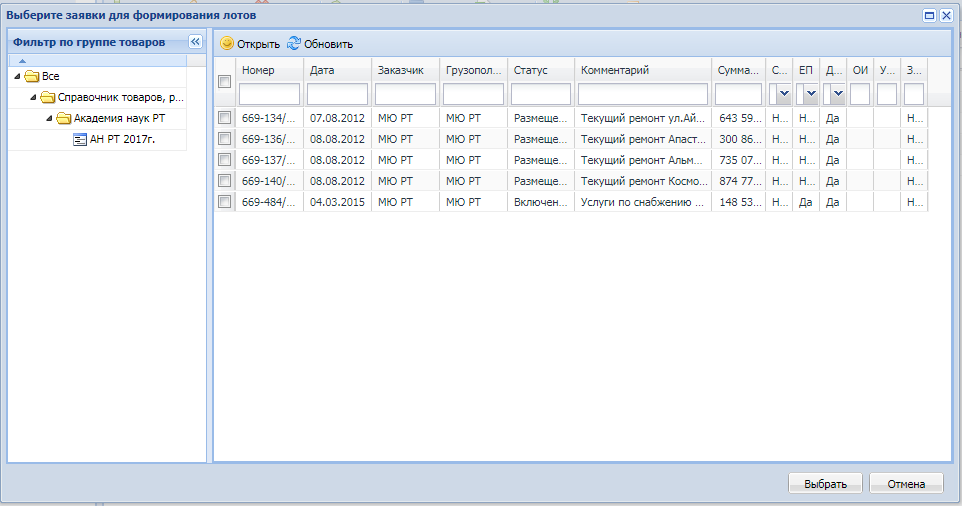 Выберите заявки для формирования лотов
Фильтр по группе товаров
Все
Справочник товаров, р...
Академия наук РТ
АН РТ 2017г.
Открыть Обновить
Номер Дата Заказчик Грузопол... Статус Комментарий Сумма... С... ЕП Д... ОИ У... З...
669-134/... 07.08.2012 МЮ РТ МЮ РТ Размеще... Текущий ремонт ул.Ай... 643 59... Н... Н... Да Н...
669-136/... 08.08.2012 МЮ РТ МЮ РТ Размеще... Текущий ремонт Апаст... 300 86... Н... Н... Да Н...
669-137/... 08.08.2012 МЮ РТ МЮ РТ Размеще... Текущий ремонт Альм... 735 07... Н... Н... Да Н...
669-140/... 08.08.2012 МЮ РТ МЮ РТ Размеще... Текущий ремонт Космо... 874 77... Н... Н... Да Н...
669-484/... 04.03.2015 МЮ РТ МЮ РТ Включен... Услуги по снабжению ... 148 53... Н... Да Да Н...
Выбрать Отмена